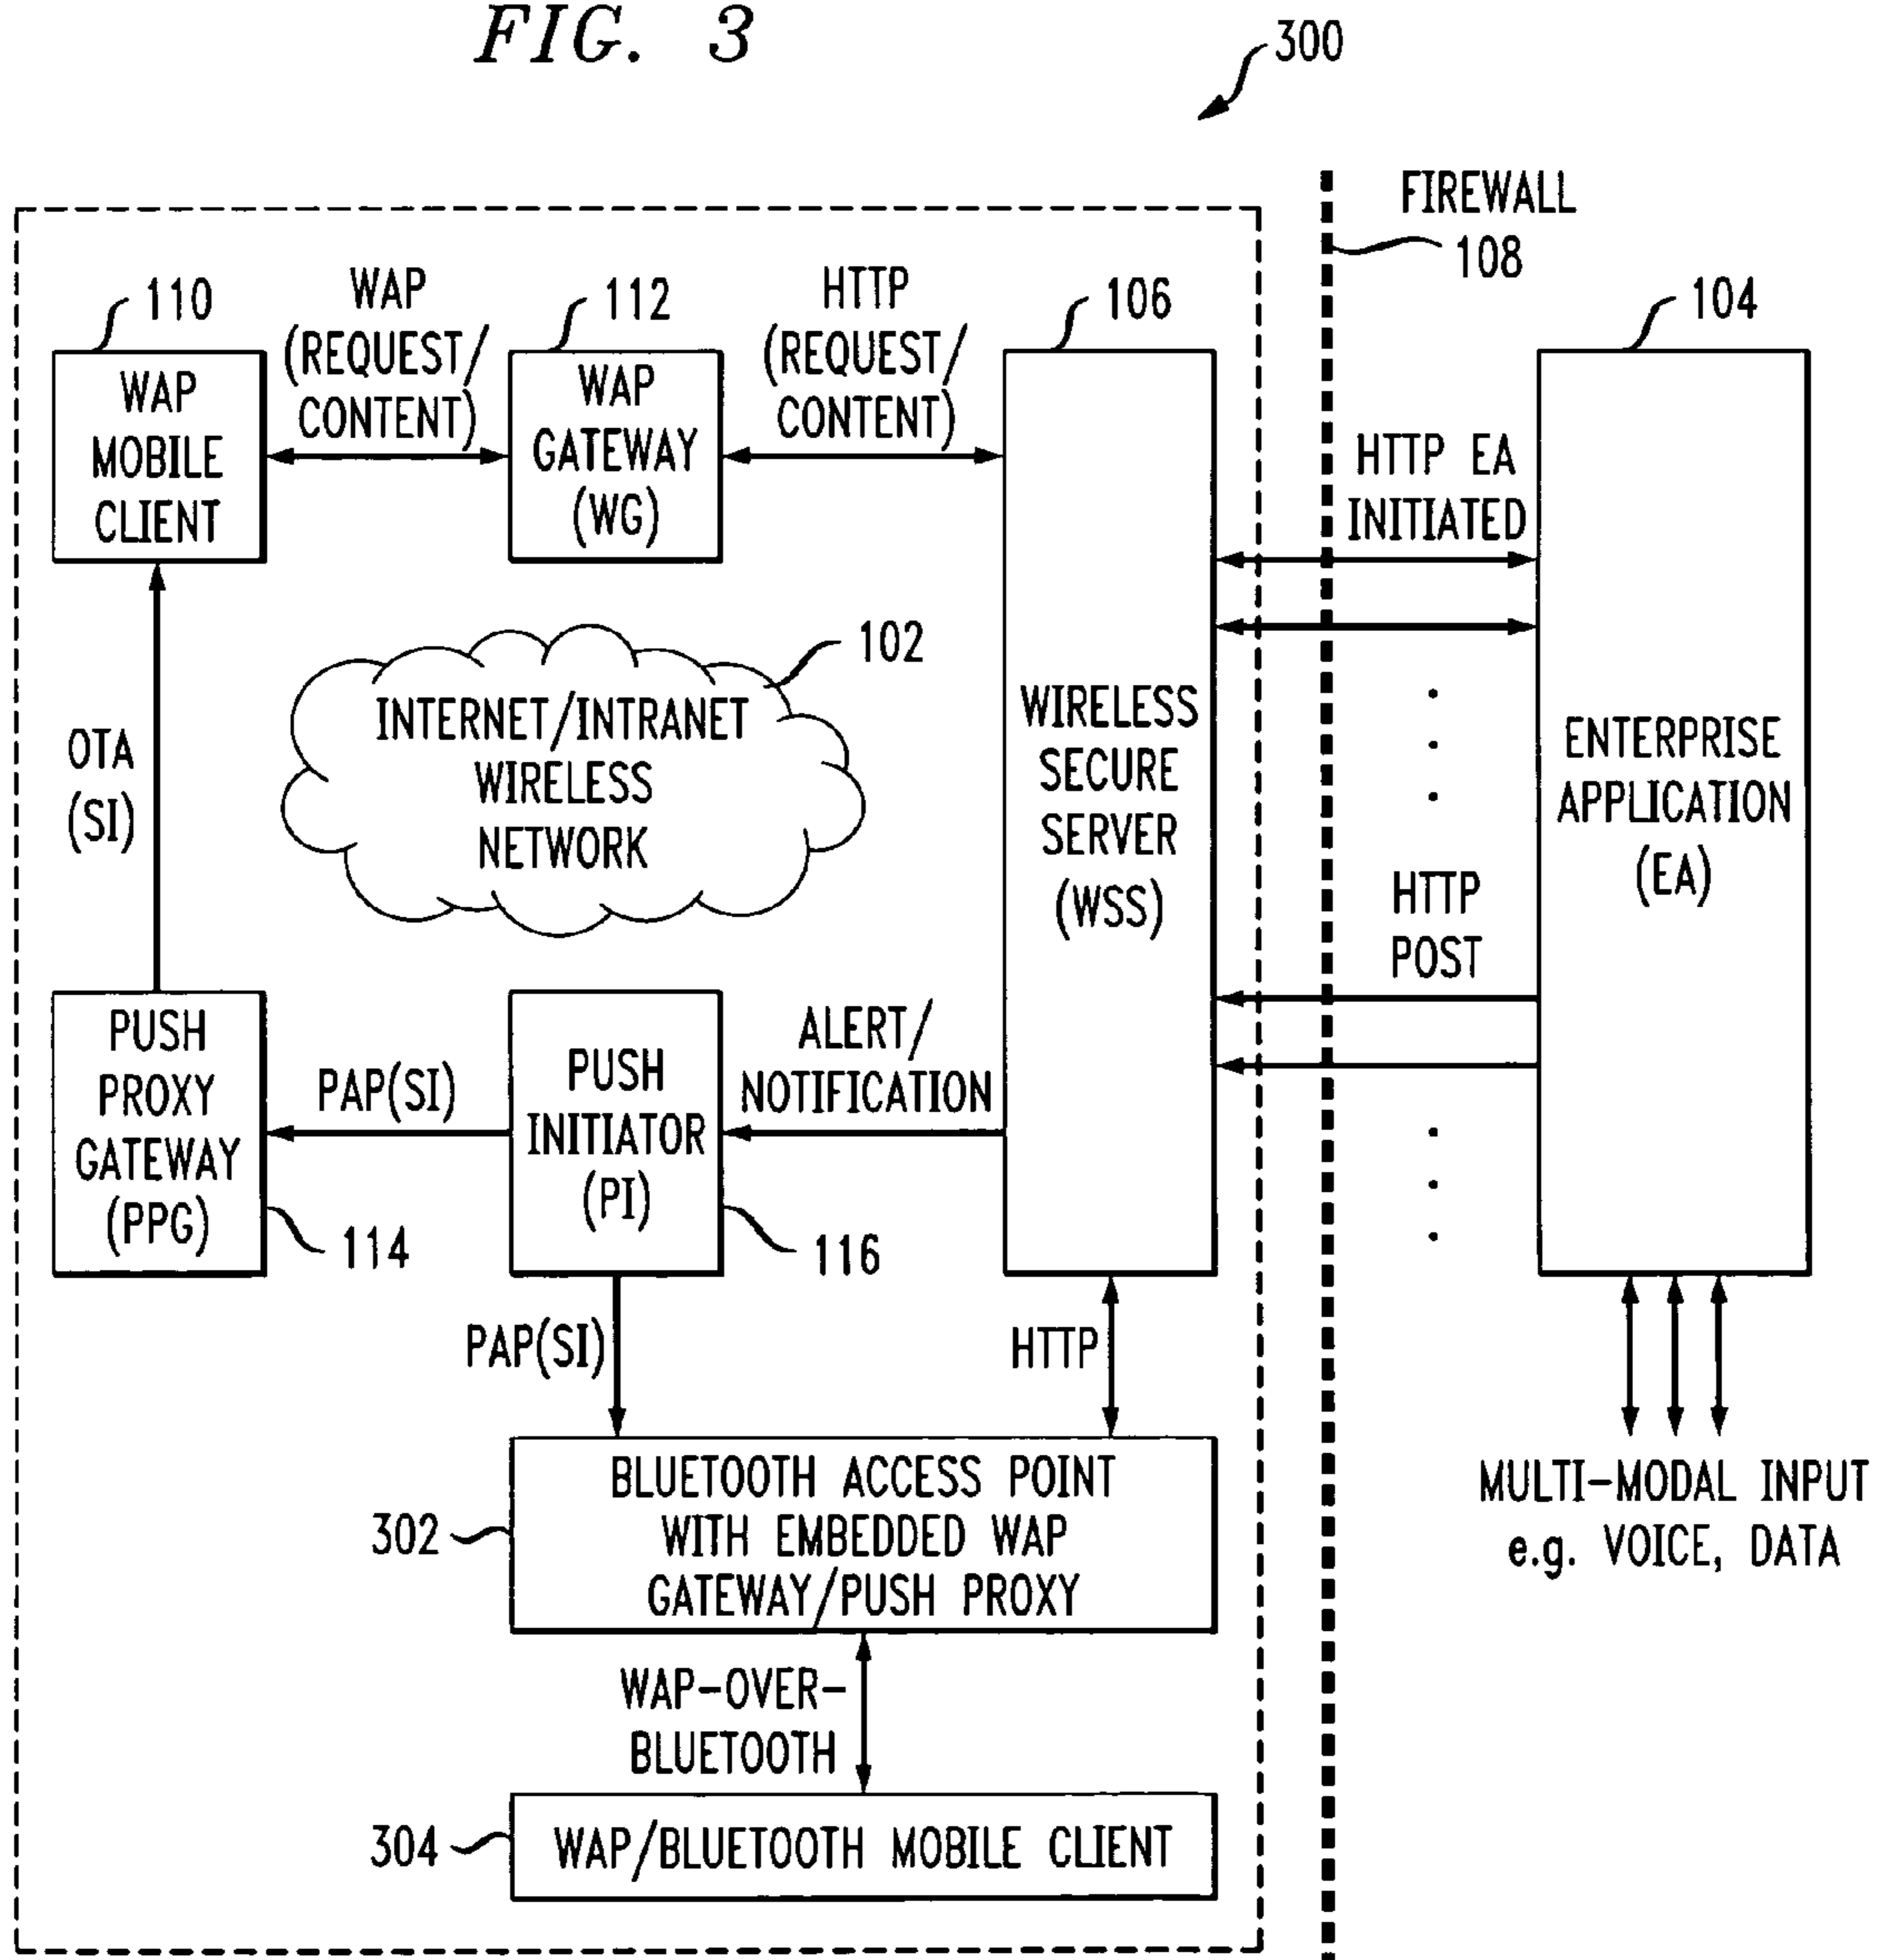 FIG. 3
300
FIREWALL
108
110
WAP
(REQUEST/
CONTENT)
112
HTTP
(REQUEST/
CONTENT)
106
104
WAP
MOBILE
CLIENT
WAP
GATEWAY
(WG)
HTTP EA
INITIATED
102
INTERNET/INTRANET
WIRELESS
NETWORK
OTA
(SI)
WIRELESS
SECURE
SERVER
(WSS)
ENTERPRISE
APPLICATION
(EA)
HTTP
POST
PUSH
PROXY
GATEWAY
(PPG)
114
PAP(SI)
PUSH
INITIATOR
(PI)
116
ALERT/
NOTIFICATION
PAP(SI)
HTTP
302
BLUETOOTH ACCESS POINT
WITH EMBEDDED WAP
GATEWAY/PUSH PROXY
MULTI-MODAL INPUT
e.g. VOICE, DATA
WAP-OVER-
BLUETOOTH
304
WAP/BLUETOOTH MOBILE CLIENT